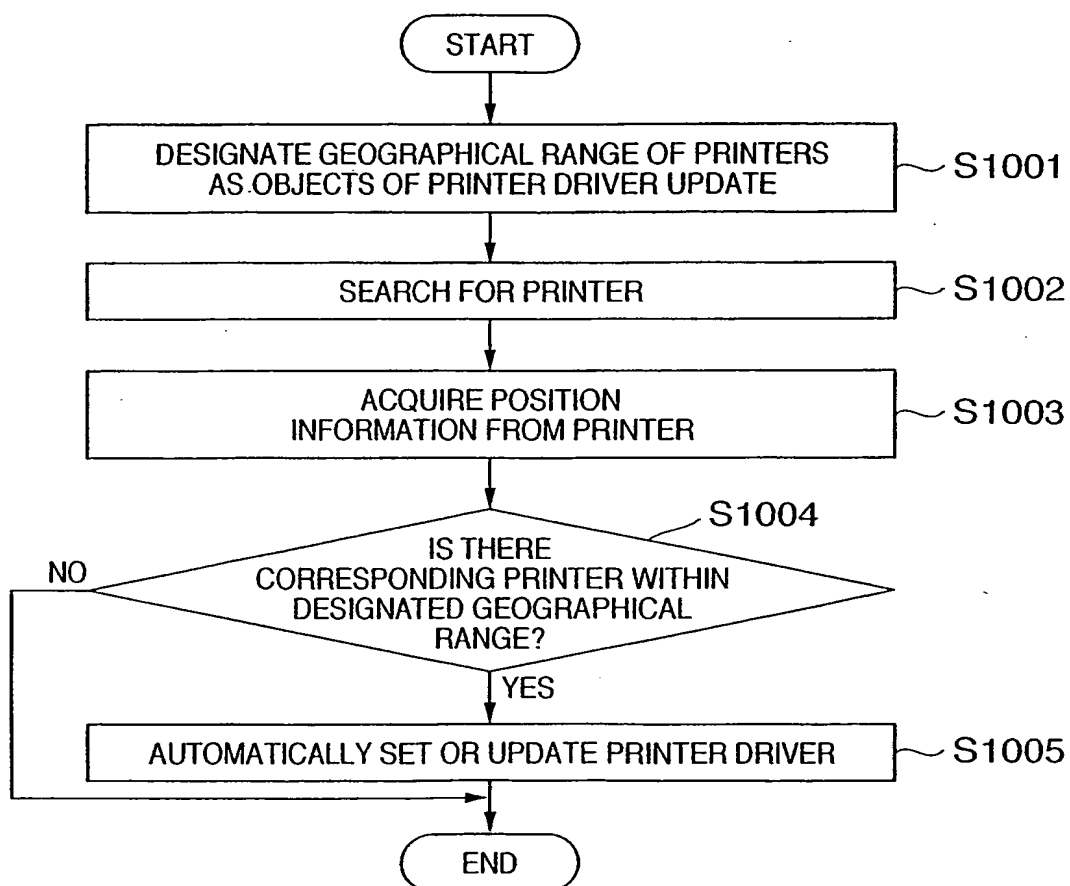 START
DESIGNATE GEOGRAPHICAL RANGE OF PRINTERS
AS OBJECTS OF PRINTER DRIVER UPDATE
S1001
SEARCH FOR PRINTER
S1002
ACQUIRE POSITION
INFORMATION FROM PRINTER
S1003
S1004
IS THERE
CORRESPONDING PRINTER WITHIN
DESIGNATED GEOGRAPHICAL
RANGE?
NO
YES
AUTOMATICALLY SET OR UPDATE PRINTER DRIVER
S1005
END